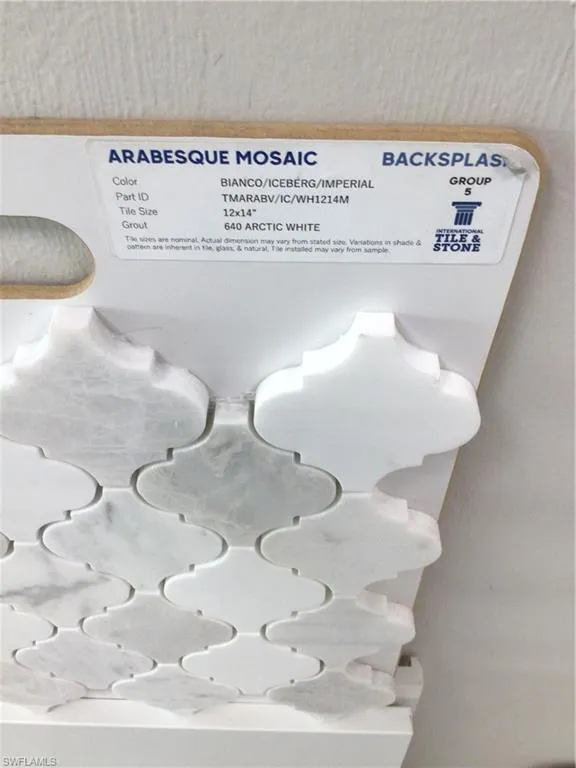 ARABESQUE MOSAIC BACKSPLAS
Color BIANCO/ICEBERG/IMPERIAL
Part ID TMARABV/IC/WH1214M
Tile Size 12x14"
Grout 640 ARCTIC WHITE
Tile sizes are nominal. Actual dimension may vary from stated size. Variations in shade &
pattern are inherent in tile, glass, & natural. Tile installed may vary from sample.
GROUP
5
INTERNATIONAL
TILE &
STONE
SWFLAMLS